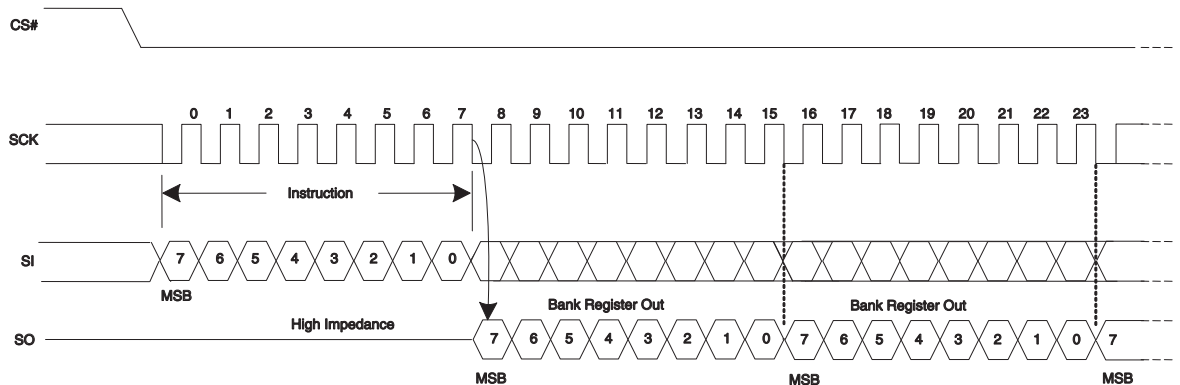 CS#
0 1 2 3 4 5 6 7 8 9 10 11 12 13 14 15 16 17 18 19 20 21 22 23
SCK
Instruction
SI 7 6 5 4 3 2 1 0
MSB
Bank Register Out Bank Register Out
High Impedance
SO 7 6 5 4 3 2 1 0 7 6 5 4 3 2 1 0 7
MSB MSB MSB